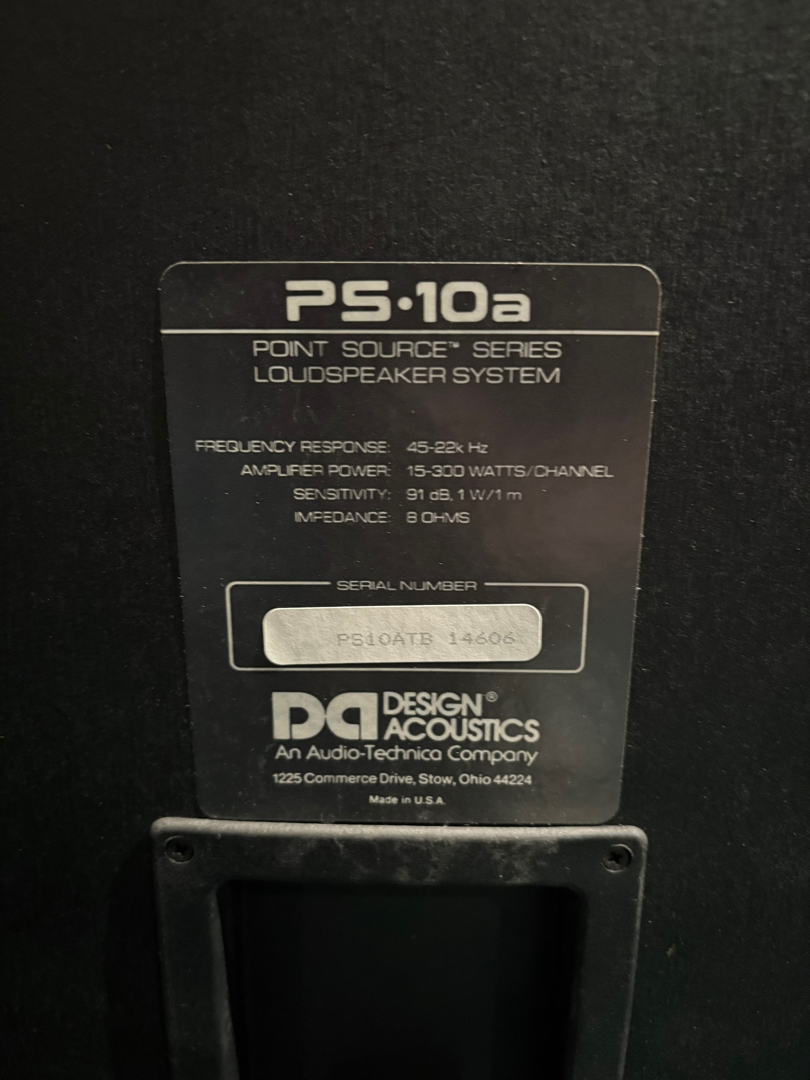 PS•10a
POINT SOURCE™ SERIES
LOUDSPEAKER SYSTEM
FREQUENCY RESPONSE: 45-22k Hz
AMPLIFIER POWER: 15-300 WATTS/CHANNEL
SENSITIVITY: 91 dB, 1 W/1 m
IMPEDANCE: 8 OHMS
SERIAL NUMBER
PS10ATB 14606
DA DESIGN®
ACOUSTICS
An Audio-Technica Company
1225 Commerce Drive, Stow, Ohio 44224
Made in U.S.A.